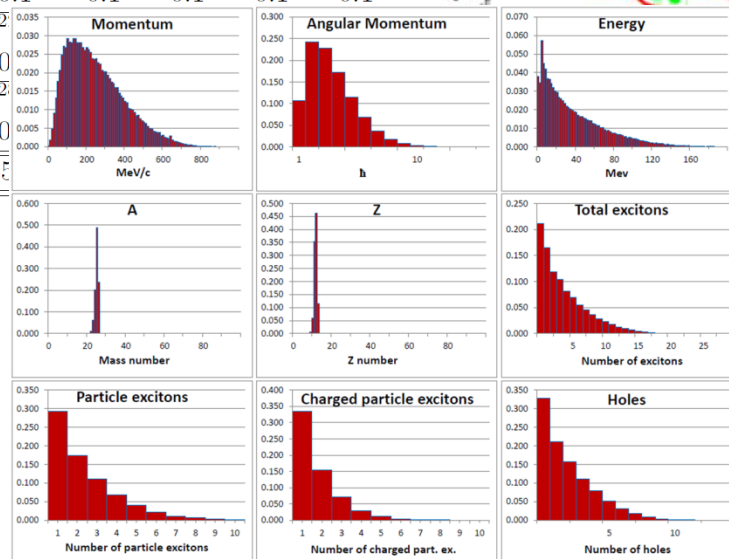 Momentum
0.035
0.030
0.025
0.020
0.015
0.010
0.005
0.000
0 200 400 600 800
MeV/c
Angular Momentum
0.300
0.250
0.200
0.150
0.100
0.050
0.000
1 10
ħ
Energy
0.070
0.060
0.050
0.040
0.030
0.020
0.010
0.000
0 40 80 120 160
Mev
A
0.600
0.500
0.400
0.300
0.200
0.100
0.000
0 20 40 60 80
Mass number
Z
0.500
0.450
0.400
0.350
0.300
0.250
0.200
0.150
0.100
0.050
0.000
0 20 40 60 80
Z number
Total excitons
0.250
0.200
0.150
0.100
0.050
0.000
5 10 15 20 25
Number of excitons
Particle excitons
0.350
0.300
0.250
0.200
0.150
0.100
0.050
0.000
1 2 3 4 5 6 7 8 9 10
Number of particle excitons
Charged particle excitons
0.400
0.350
0.300
0.250
0.200
0.150
0.100
0.050
0.000
1 2 3 4 5 6 7 8 9 10
Number of charged part. ex.
Holes
0.350
0.300
0.250
0.200
0.150
0.100
0.050
0.000
5 10
Number of holes